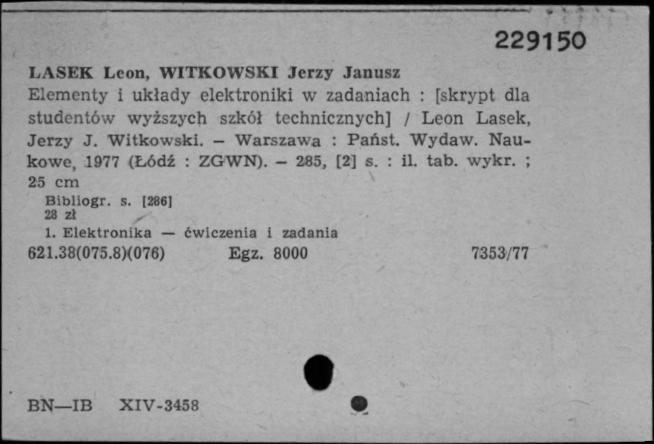 229150
LASEK Leon, WITKOWSKI Jerzy Janusz
Elementy i układy elektroniki w zadaniach : [skrypt dla
studentów wyższych szkół technicznych] / Leon Lasek,
Jerzy J. Witkowski. — Warszawa : Państ. Wydaw. Nau-
kowe, 1977 (Łódź : ZGWN). — 285, [2] s. : il. tab. wykr. ;
25 cm
Bibliogr. s. [286]
28 zł
1. Elektronika — ćwiczenia i zadania
621.38(075.8)(076) Egz. 8000 7353/77
BN—IB XIV-3458